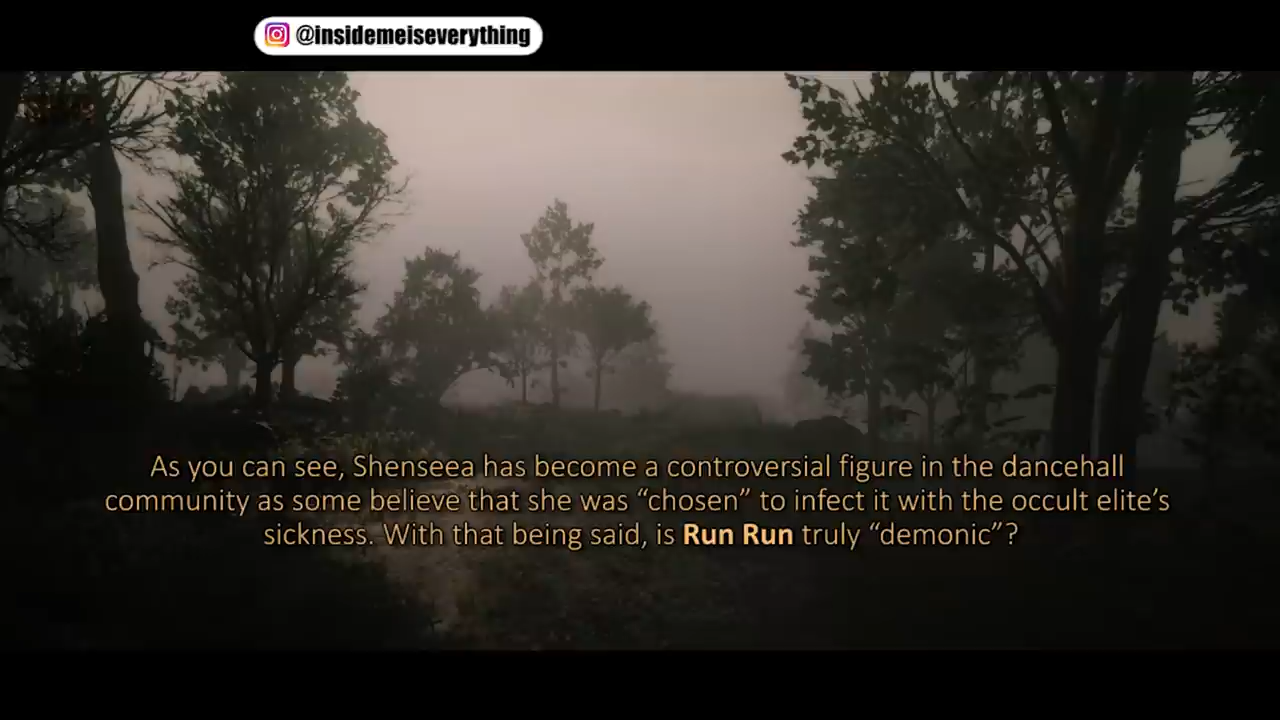 @insidemeiseverything
As you can see, Shenseea has become a controversial figure in the dancehall
community as some believe that she was “chosen” to infect it with the occult elite’s
sickness. With that being said, is Run Run truly “demonic”?